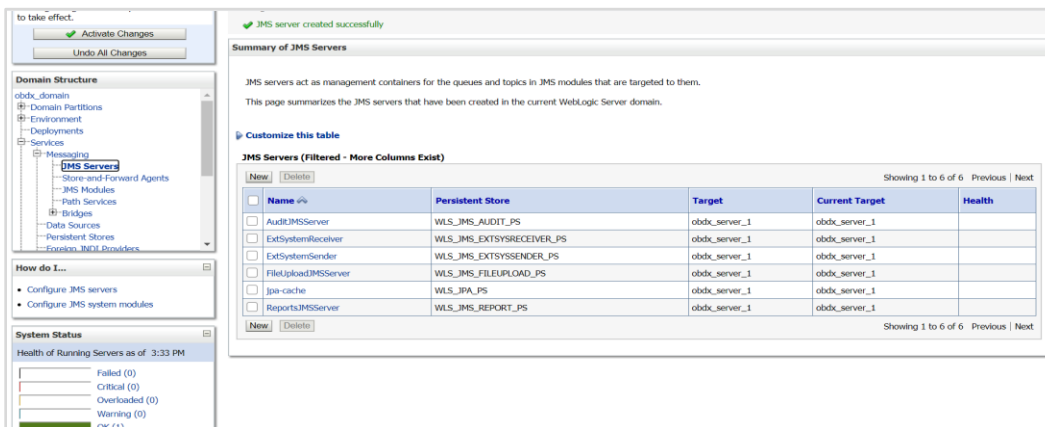 to take effect.
Activate Changes
Undo All Changes
Domain Structure
obdx_domain
Domain Partitions
Environment
Deployments
Services
Messaging
JMS Servers
Store-and-Forward Agents
JMS Modules
Path Services
Bridges
Data Sources
Persistent Stores
Foreign JNDI Providers
How do I...
Configure JMS servers
Configure JMS system modules
System Status
Health of Running Servers as of 3:33 PM
Failed (0)
Critical (0)
Overloaded (0)
Warning (0)
OK (1)
JMS server created successfully
Summary of JMS Servers
JMS servers act as management containers for the queues and topics in JMS modules that are targeted to them.
This page summarizes the JMS servers that have been created in the current WebLogic Server domain.
Customize this table
JMS Servers (Filtered - More Columns Exist)
New Delete Showing 1 to 6 of 6 Previous | Next
Name Persistent Store Target Current Target Health
AuditJMSServer WLS_JMS_AUDIT_PS obdx_server_1 obdx_server_1
ExtSystemReceiver WLS_JMS_EXTSYSRECEIVER_PS obdx_server_1 obdx_server_1
ExtSystemSender WLS_JMS_EXTSYSSENDER_PS obdx_server_1 obdx_server_1
FileUploadJMSServer WLS_JMS_FILEUPLOAD_PS obdx_server_1 obdx_server_1
jpa-cache WLS_JPA_PS obdx_server_1 obdx_server_1
ReportsJMSServer WLS_JMS_REPORT_PS obdx_server_1 obdx_server_1
New Delete Showing 1 to 6 of 6 Previous | Next